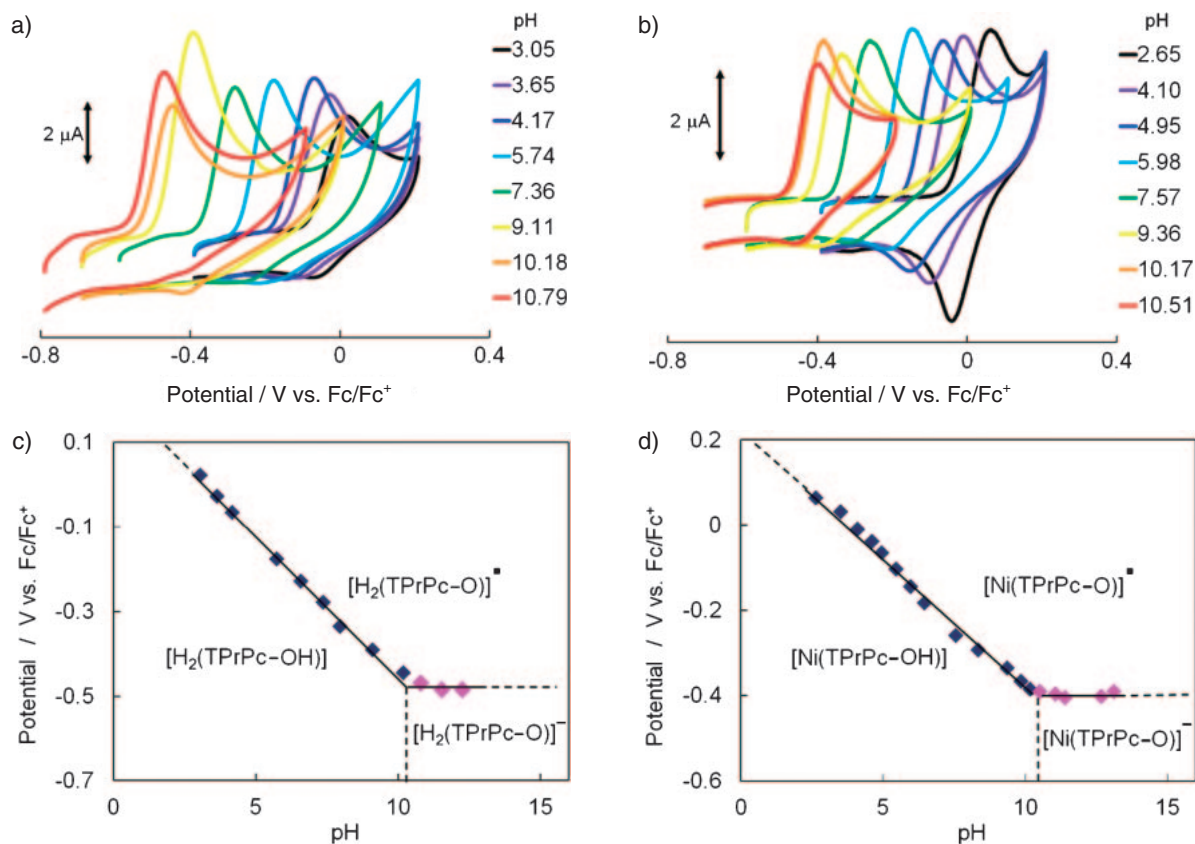 a)
pH
3.05
3.65
4.17
5.74
7.36
9.11
10.18
10.79
2 μA
-0.8 -0.4 0 0.4
Potential / V vs. Fc/Fc⁺
b)
pH
2.65
4.10
4.95
5.98
7.57
9.36
10.17
10.51
2 μA
-0.8 -0.4 0 0.4
Potential / V vs. Fc/Fc⁺
c)
Potential / V vs. Fc/Fc⁺
0.1
-0.1
-0.3
-0.5
-0.7
[H₂(TPrPc–O)]▪
[H₂(TPrPc–OH)]
[H₂(TPrPc–O)]⁻
0 5 10 15
pH
d)
Potential / V vs. Fc/Fc⁺
0.2
0
-0.2
-0.4
-0.6
[Ni(TPrPc–O)]▪
[Ni(TPrPc–OH)]
[Ni(TPrPc–O)]⁻
0 5 10 15
pH